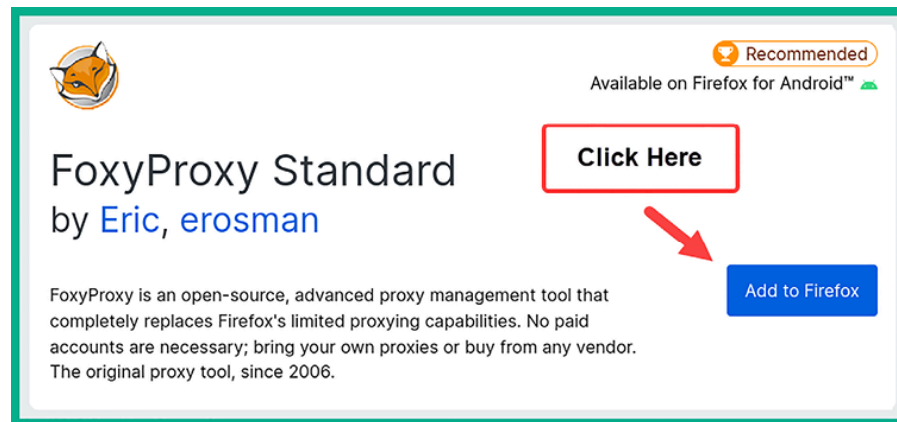 Recommended
Available on Firefox for Android™
Click Here
FoxyProxy Standard
by Eric, erosman
Add to Firefox
FoxyProxy is an open-source, advanced proxy management tool that
completely replaces Firefox's limited proxying capabilities. No paid
accounts are necessary; bring your own proxies or buy from any vendor.
The original proxy tool, since 2006.